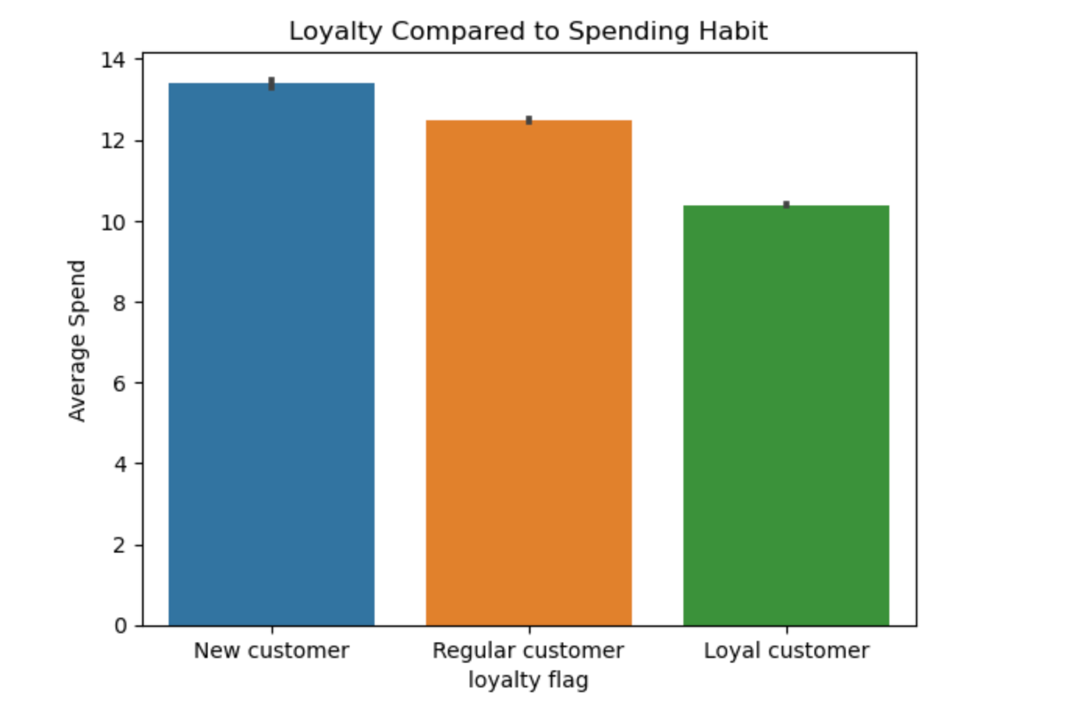 Loyalty Compared to Spending Habit
14
12
10
8
6
4
2
0
Average Spend
New customer Regular customer Loyal customer
loyalty flag